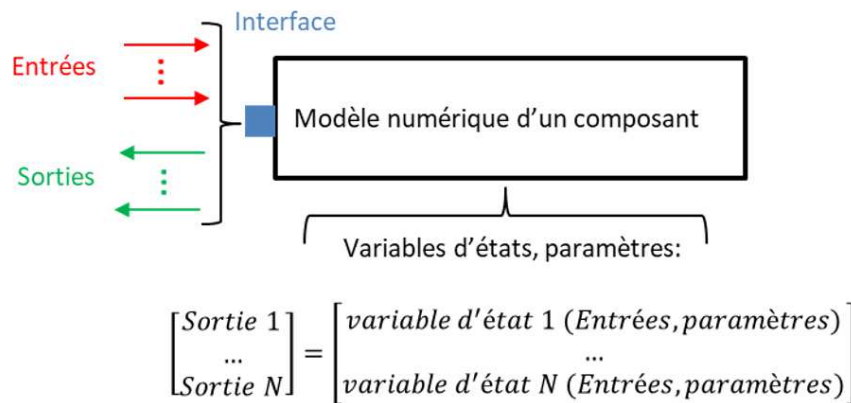 Interface
Entrées
Modèle numérique d'un composant
Sorties
Variables d'états, paramètres:
[Sortie 1] = [variable d'état 1 (Entrées, paramètres)]
... ...
Sortie N variable d'état N (Entrées, paramètres)